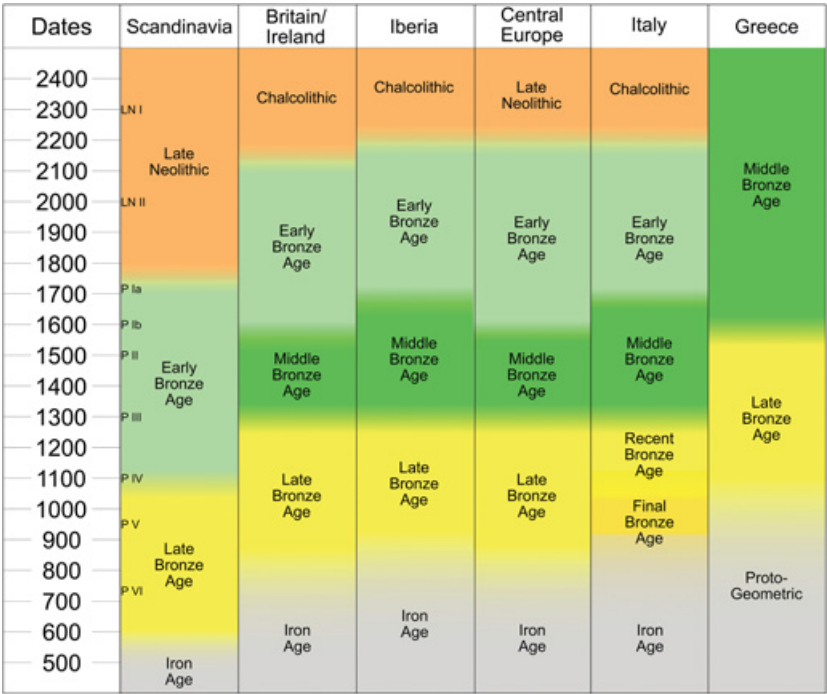 Dates
Scandinavia
Britain/
Ireland
Iberia
Central
Europe
Italy
Greece
2400
2300
2200
2100
2000
1900
1800
1700
1600
1500
1400
1300
1200
1100
1000
900
800
700
600
500
LN I
LN II
P Ia
P Ib
P II
P III
P IV
P V
P VI
Late
Neolithic
Early
Bronze
Age
Late
Bronze
Age
Iron
Age
Chalcolithic
Early
Bronze
Age
Middle
Bronze
Age
Late
Bronze
Age
Iron
Age
Chalcolithic
Early
Bronze
Age
Middle
Bronze
Age
Late
Bronze
Age
Iron
Age
Late
Neolithic
Early
Bronze
Age
Middle
Bronze
Age
Late
Bronze
Age
Iron
Age
Chalcolithic
Early
Bronze
Age
Middle
Bronze
Age
Recent
Bronze
Age
Final
Bronze
Age
Iron
Age
Middle
Bronze
Age
Late
Bronze
Age
Proto-
Geometric